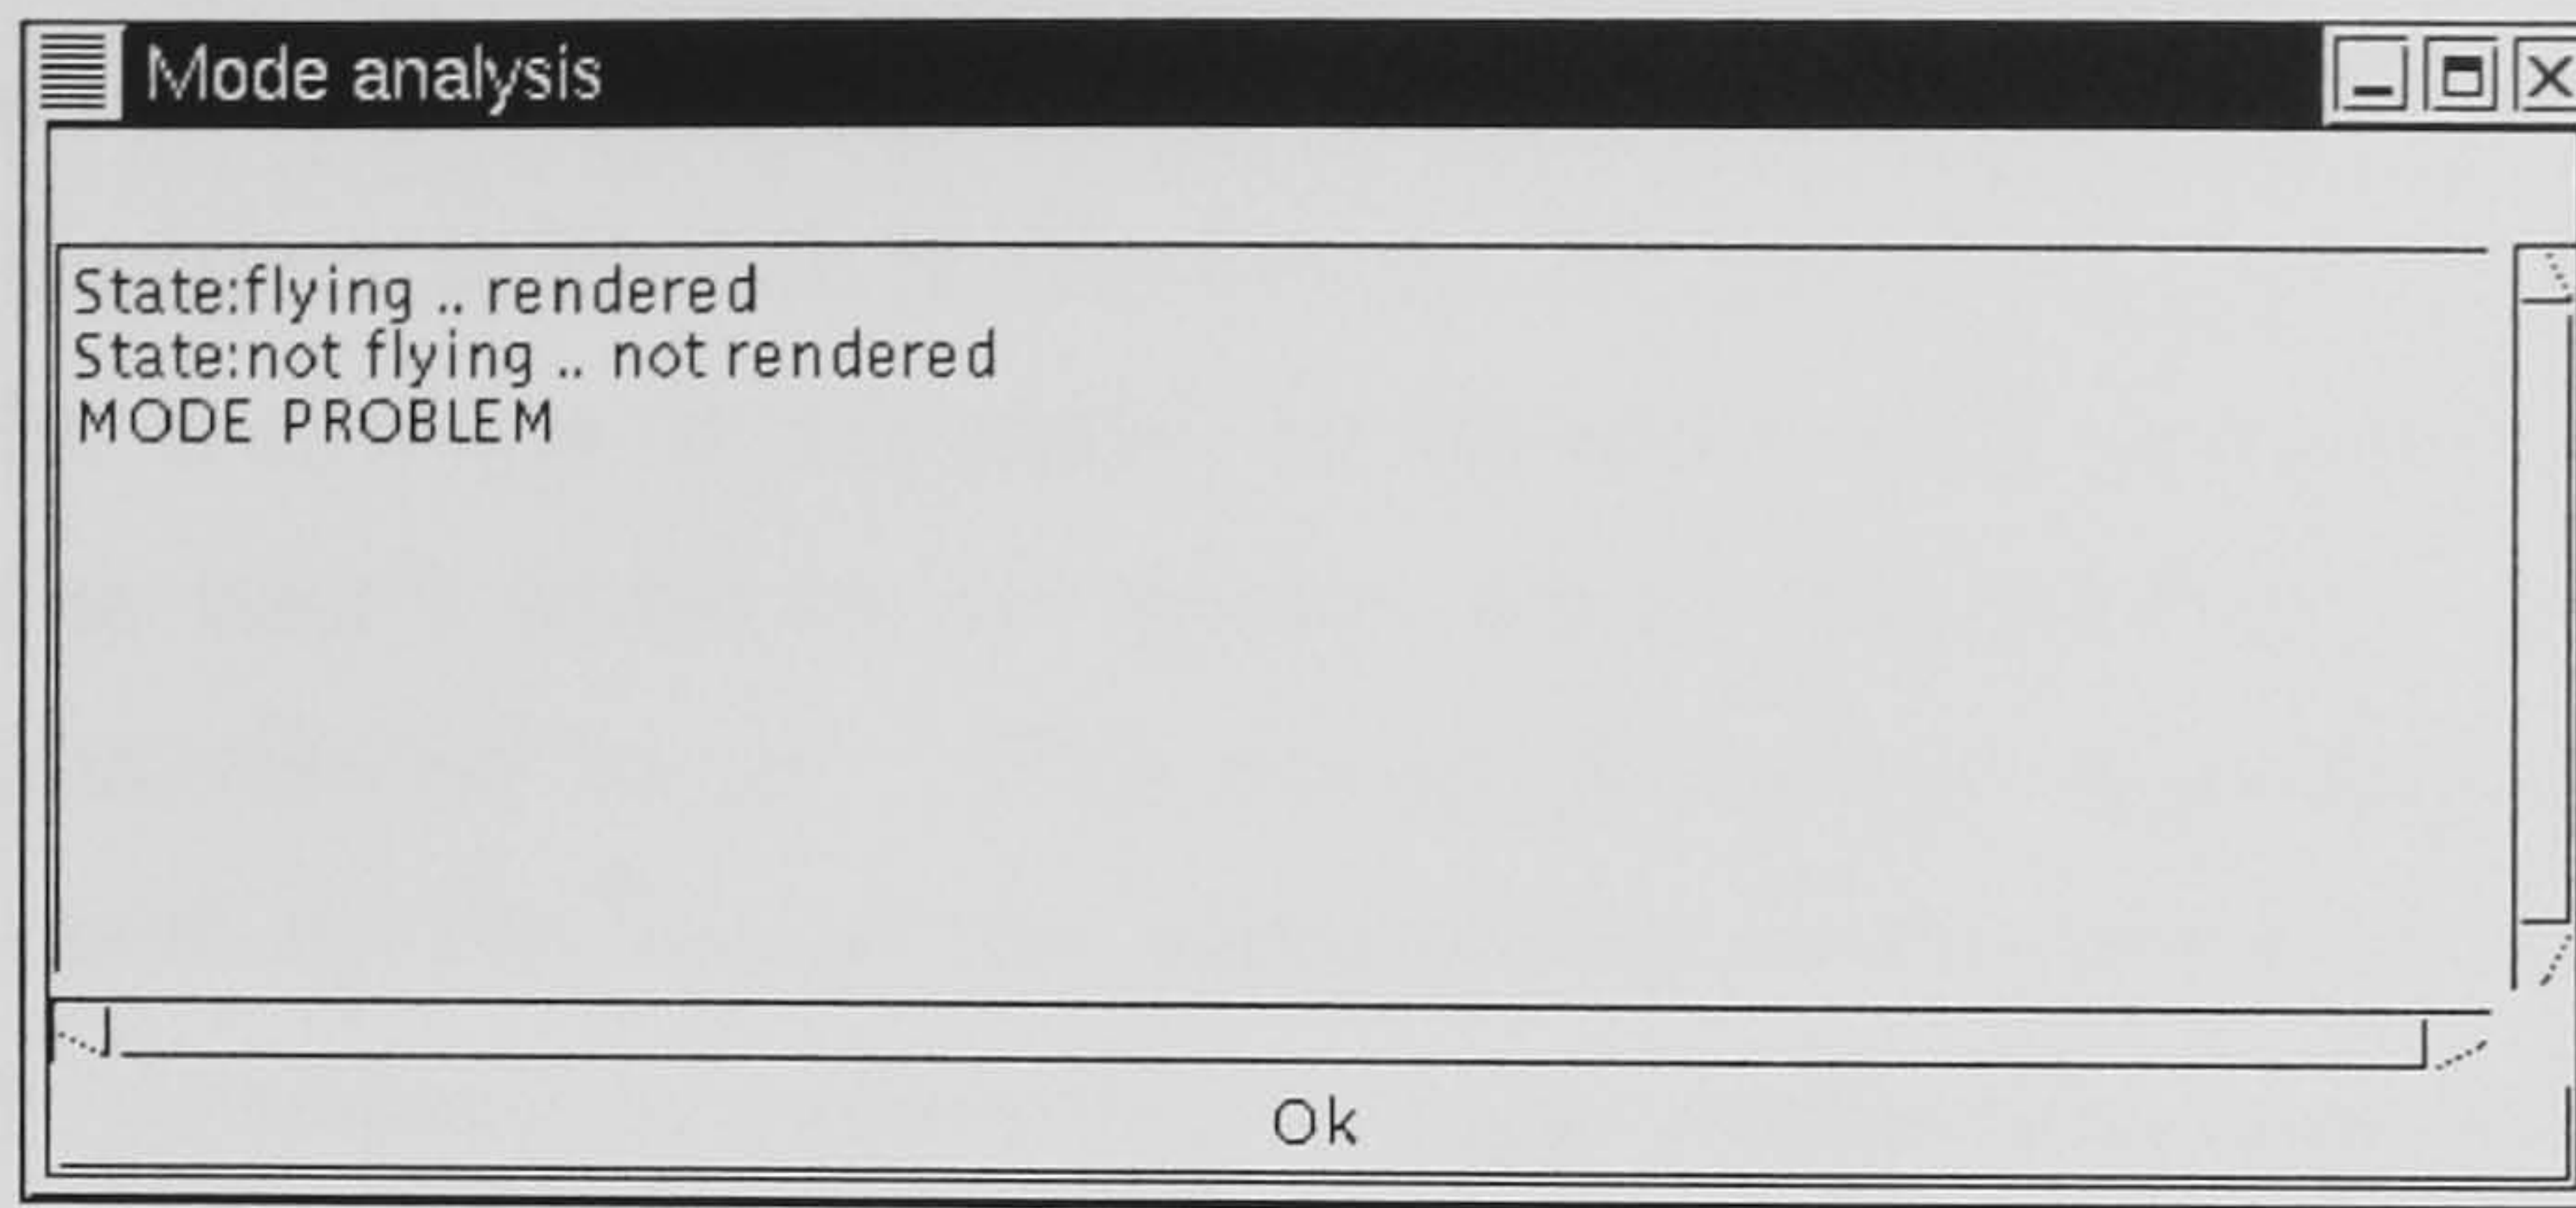 Mode analysis
State:flying .. rendered
State:not flying .. not rendered
MODE PROBLEM
Ok